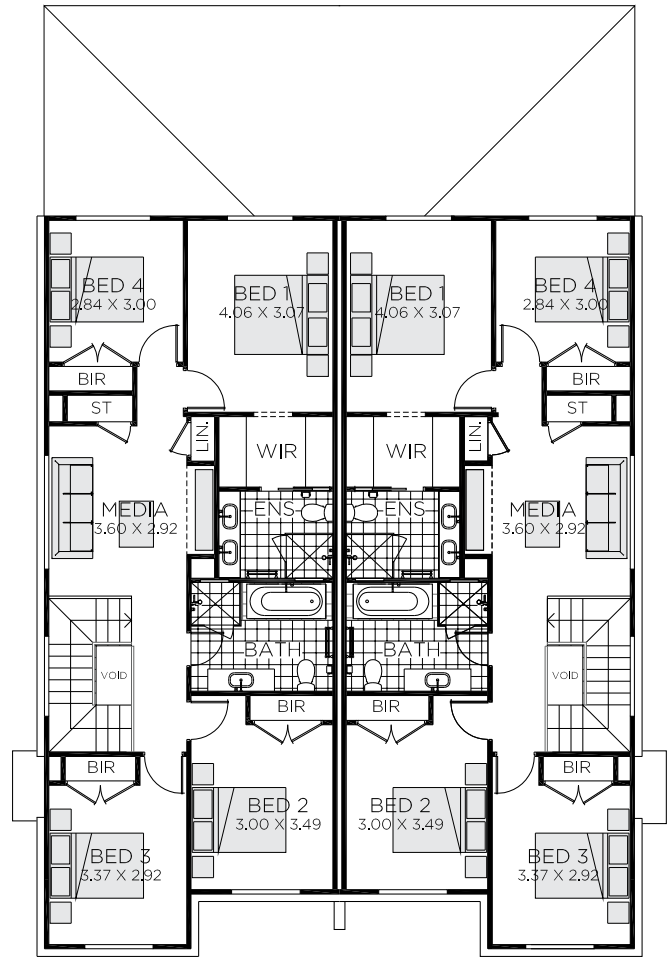 BED 4
2.84 X 3.00
BED 1
4.06 X 3.07
BED 1
4.06 X 3.07
BED 4
2.84 X 3.00
BIR
BIR
ST
ST
LIN.
WIR
WIR
LIN.
MEDIA
3.60 X 2.92
ENS
ENS
MEDIA
3.60 X 2.92
BATH
BATH
VOID
VOID
BIR
BIR
BIR
BIR
BED 2
3.00 X 3.49
BED 2
3.00 X 3.49
BED 3
3.37 X 2.92
BED 3
3.37 X 2.92